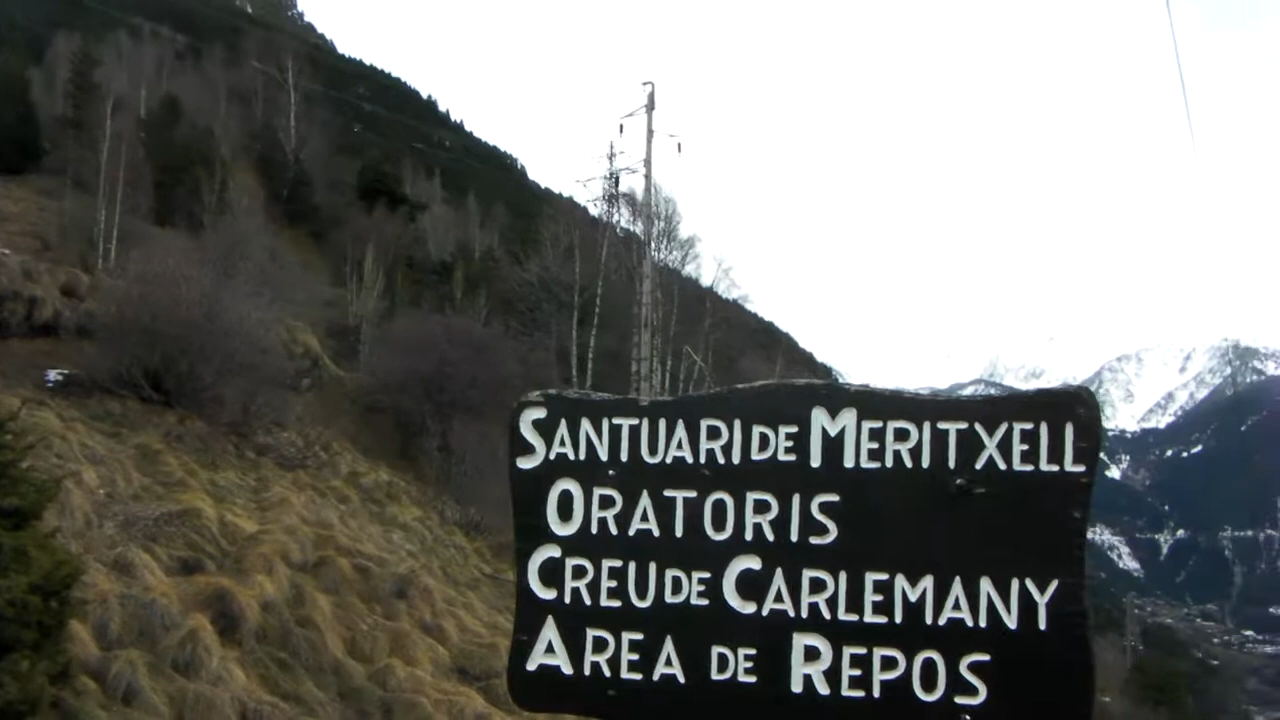 SANTUARI DE MERITXELL
ORATORIS
CREU DE CARLEMANY
AREA DE REPOS